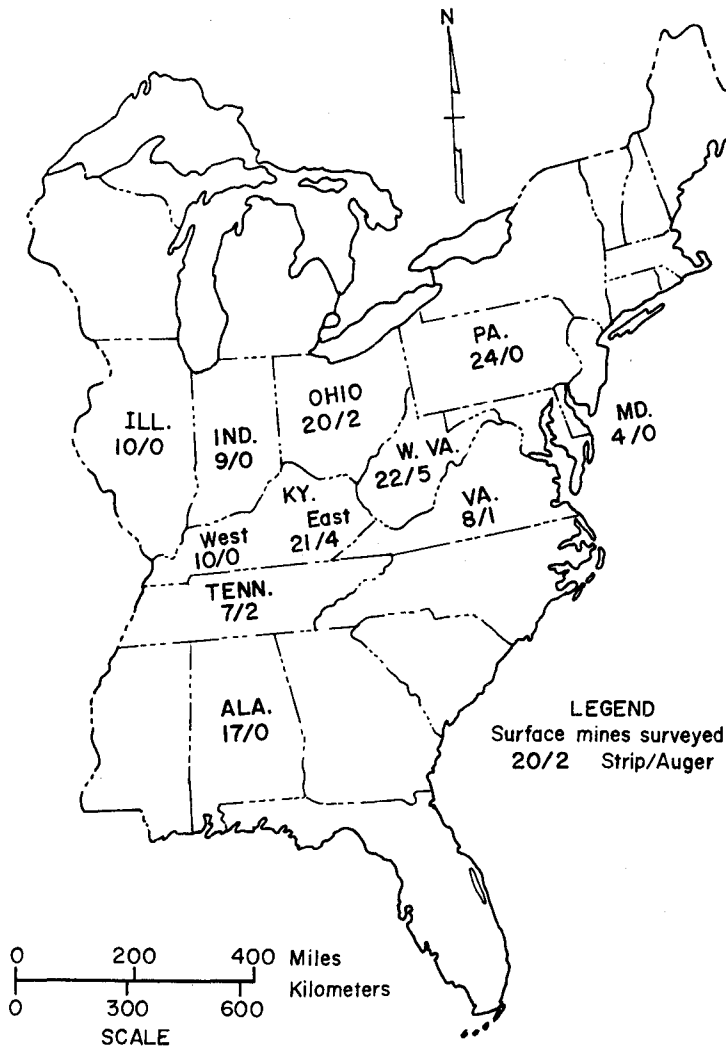 N
PA.
24/0
OHIO
20/2
MD.
4/0
ILL.
10/0
IND.
9/0
W. VA.
22/5
KY.
VA.
8/1
East
21/4
West
10/0
TENN.
7/2
ALA.
17/0
LEGEND
Surface mines surveyed
20/2 Strip/Auger
0 200 400 Miles
Kilometers
0 300 600
SCALE